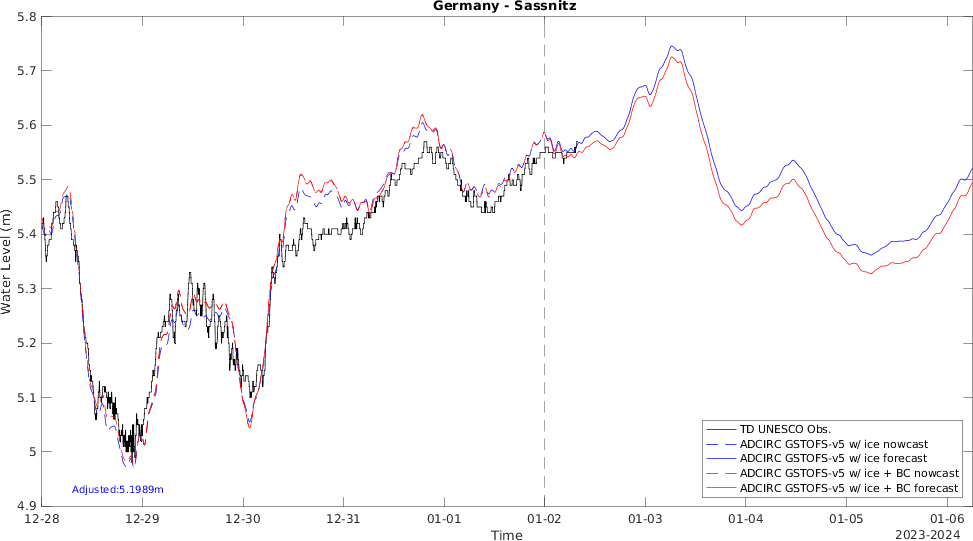 Germany - Sassnitz
5.8
5.7
5.6
5.5
5.4
5.3
5.2
5.1
5
4.9
Water Level (m)
Adjusted:5.1989m
TD UNESCO Obs.
ADCIRC GSTOFS-v5 w/ ice nowcast
ADCIRC GSTOFS-v5 w/ ice forecast
ADCIRC GSTOFS-v5 w/ ice + BC nowcast
ADCIRC GSTOFS-v5 w/ ice + BC forecast
12-28 12-29 12-30 12-31 01-01 01-02 01-03 01-04 01-05 01-06
Time
2023-2024